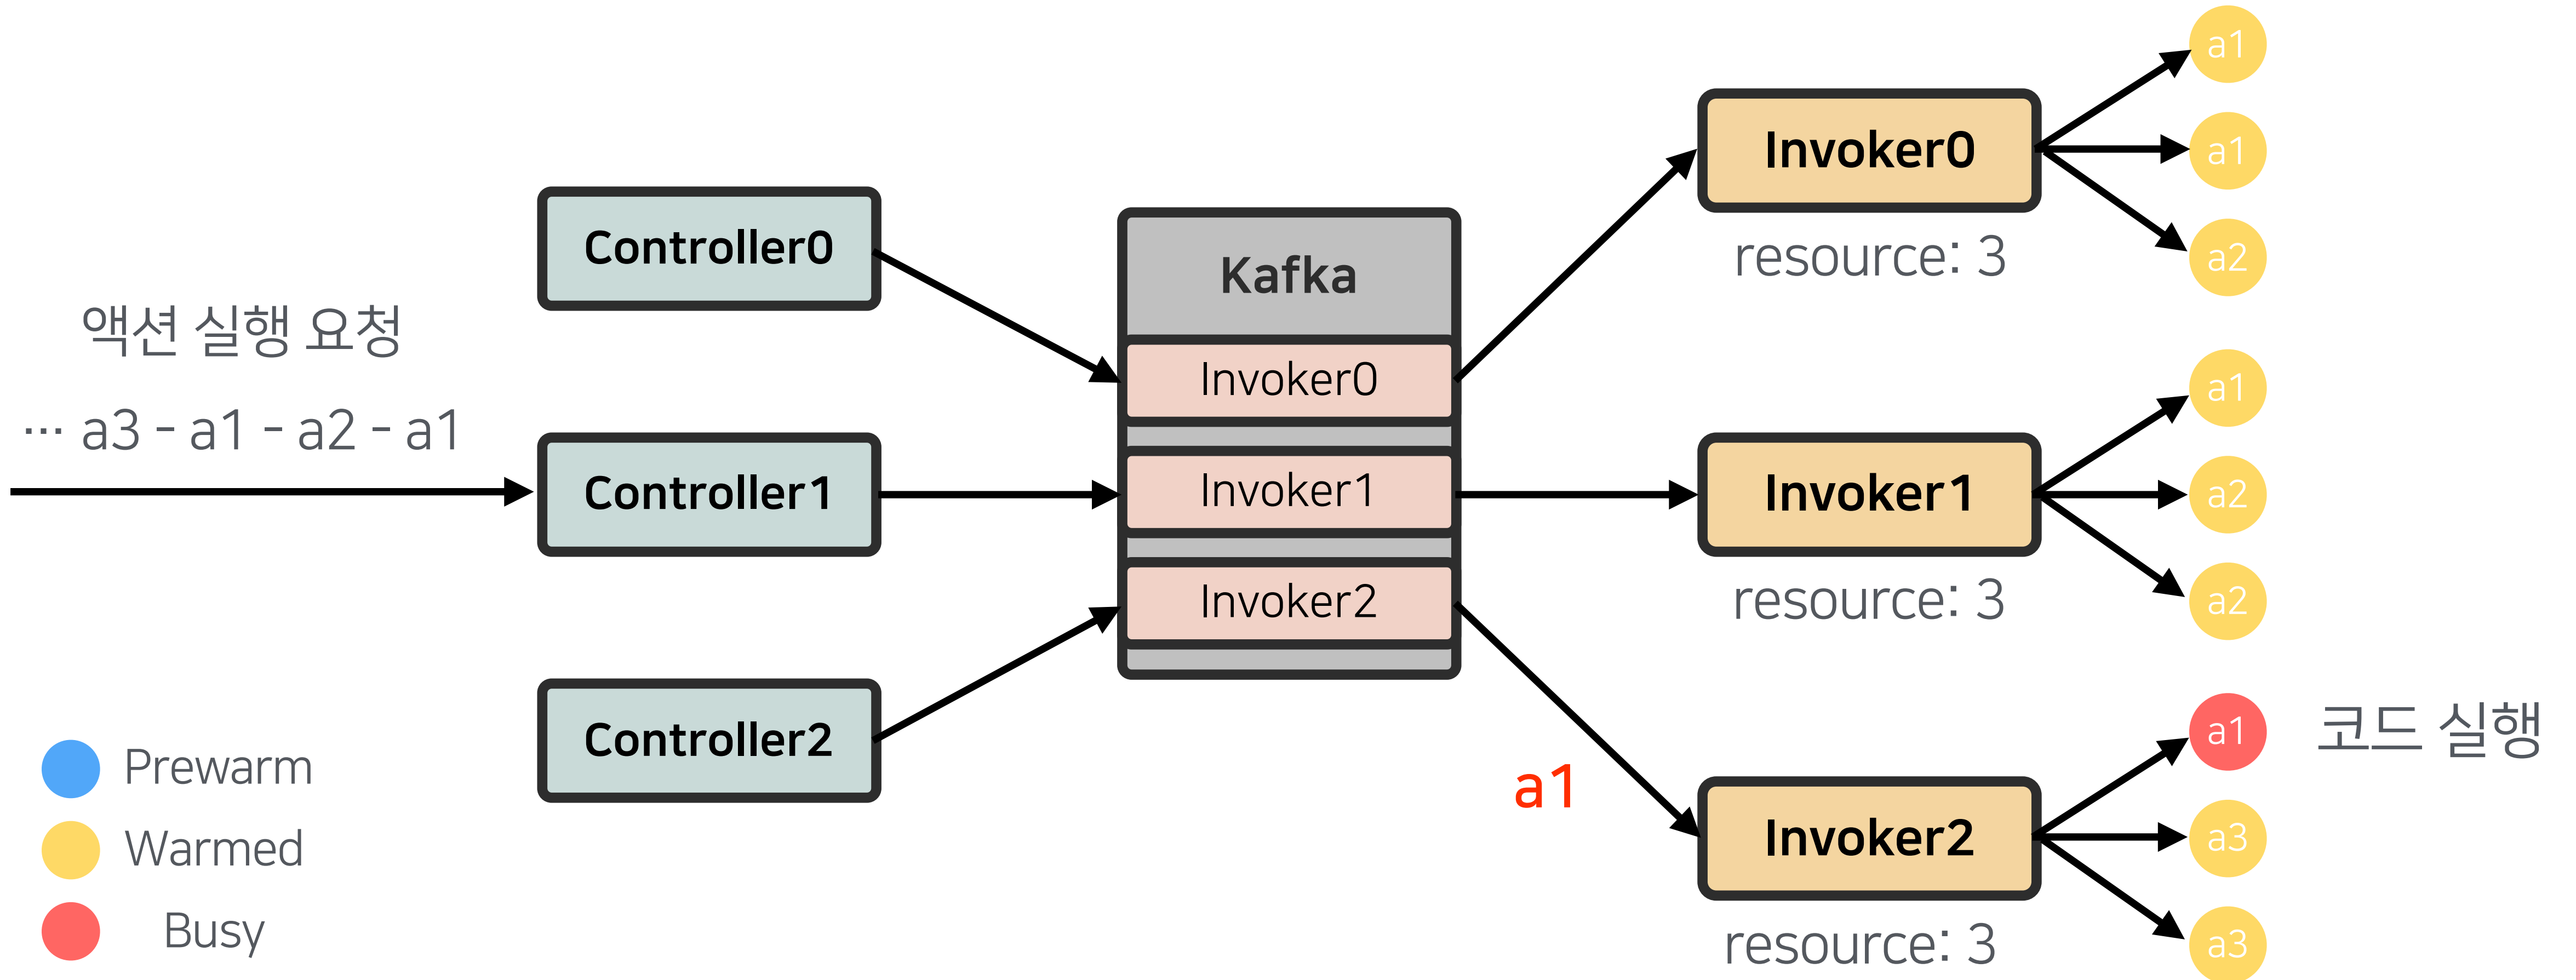 액션 실행 요청
... a3 - a1 - a2 - a1
Controller0
Controller1
Controller2
Kafka
Invoker0
Invoker1
Invoker2
a1
Invoker0
resource: 3
a1
a1
a2
Invoker1
resource: 3
a1
a2
a2
Invoker2
resource: 3
a1
코드 실행
a3
a3
Prewarm
Warmed
Busy